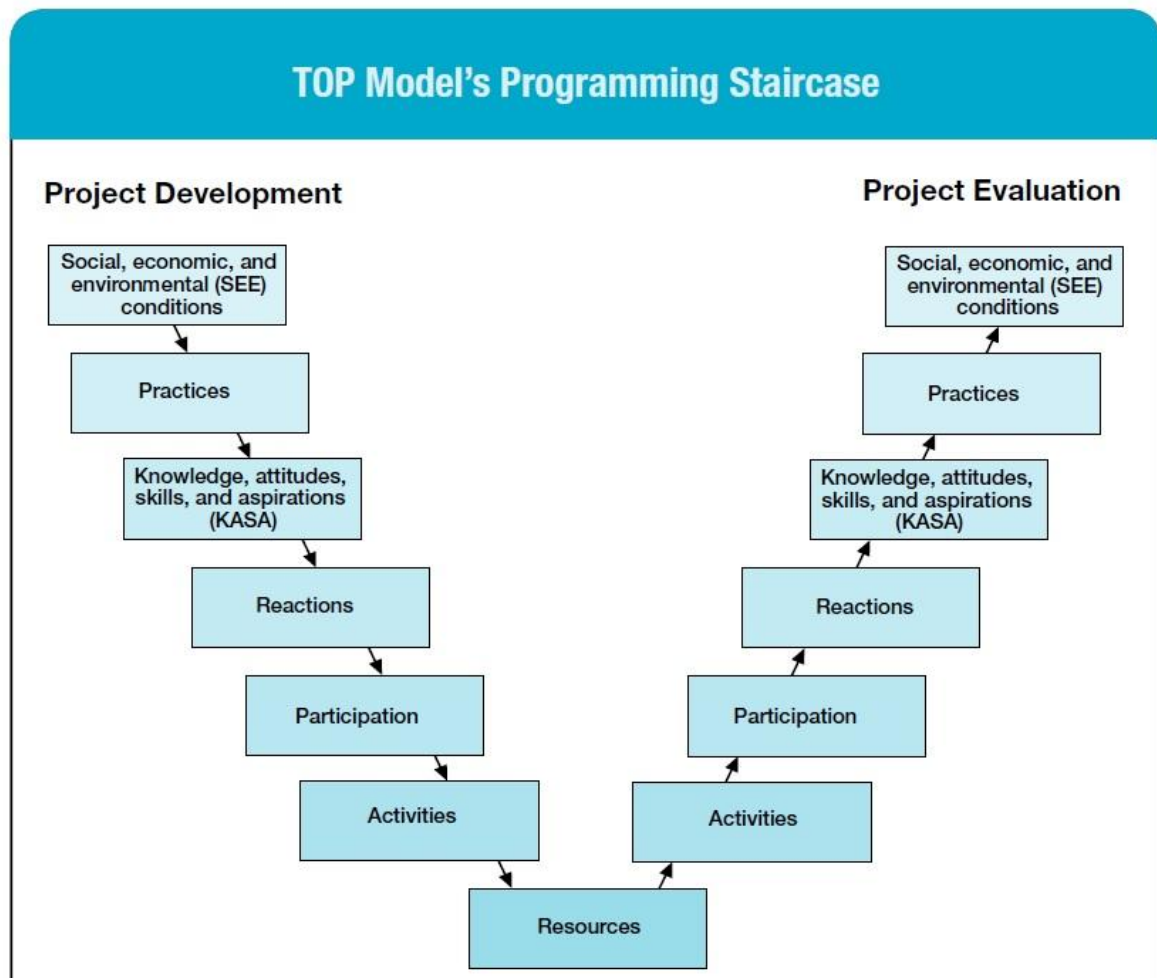 TOP Model's Programming Staircase
Project Development
Project Evaluation
Social, economic, and
environmental (SEE)
conditions
Social, economic, and
environmental (SEE)
conditions
Practices
Practices
Knowledge, attitudes,
skills, and aspirations
(KASA)
Knowledge, attitudes,
skills, and aspirations
(KASA)
Reactions
Reactions
Participation
Participation
Activities
Activities
Resources